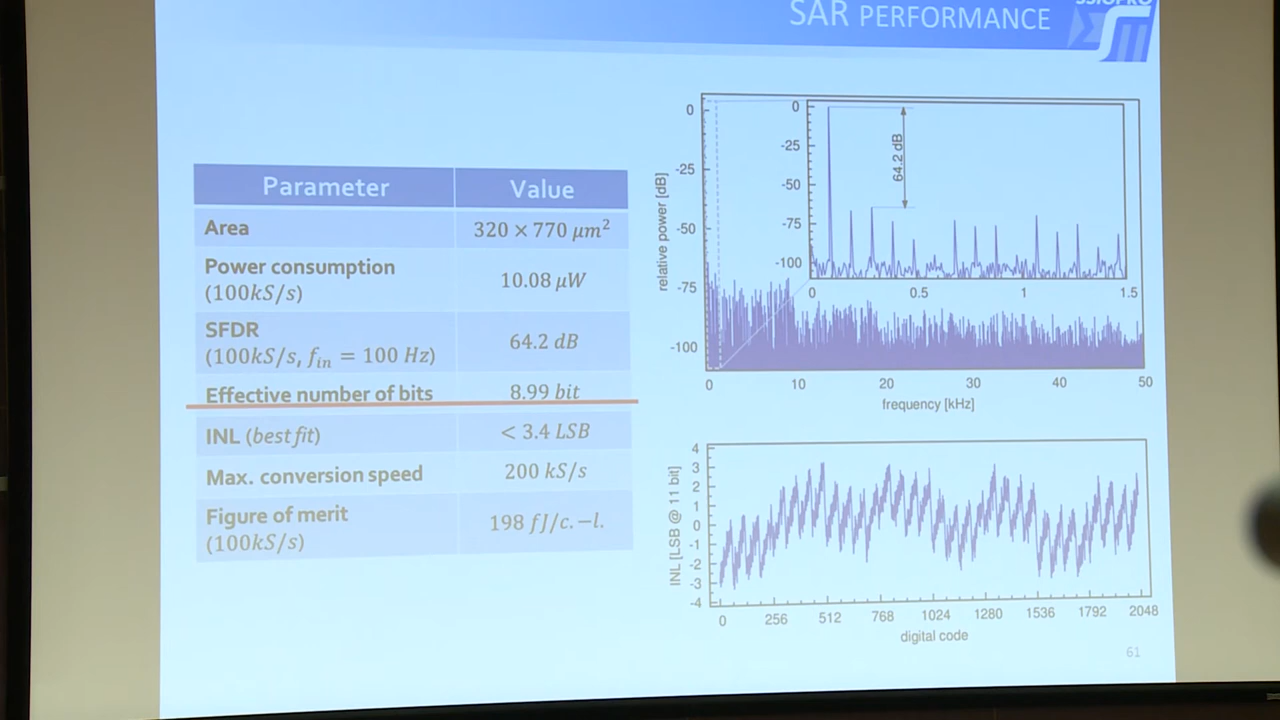 SAR PERFORMANCE
SSIOPRO
Parameter Value
Area 320 × 770 μm²
Power consumption
(100kS/s) 10.08 μW
SFDR
(100kS/s, f_in = 100 Hz) 64.2 dB
Effective number of bits 8.99 bit
INL (best fit) < 3.4 LSB
Max. conversion speed 200 kS/s
Figure of merit
(100kS/s) 198 fJ/c.−l.
relative power [dB]
0
-25
-50
-75
-100
0 10 20 30 40 50
frequency [kHz]
0
-25
-50
-75
-100
0 0.5 1 1.5
64.2 dB
INL [LSB @ 11 bit]
4
3
2
1
0
-1
-2
-3
-4
0 256 512 768 1024 1280 1536 1792 2048
digital code
61